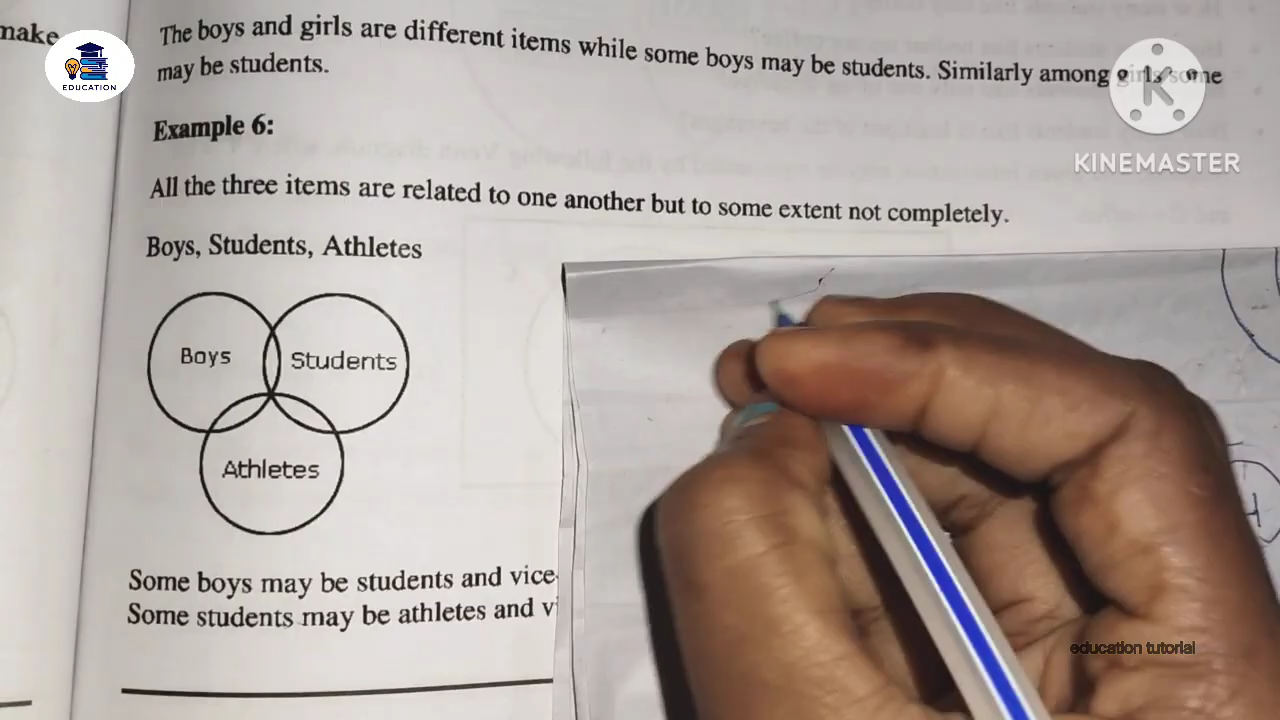 make
EDUCATION
The boys and girls are different items while some boys may be students. Similarly among girls some
may be students.
KINEMASTER
Example 6:
All the three items are related to one another but to some extent not completely.
Boys, Students, Athletes
Boys
Students
Athletes
Some boys may be students and vice-
Some students may be athletes and v
education tutorial